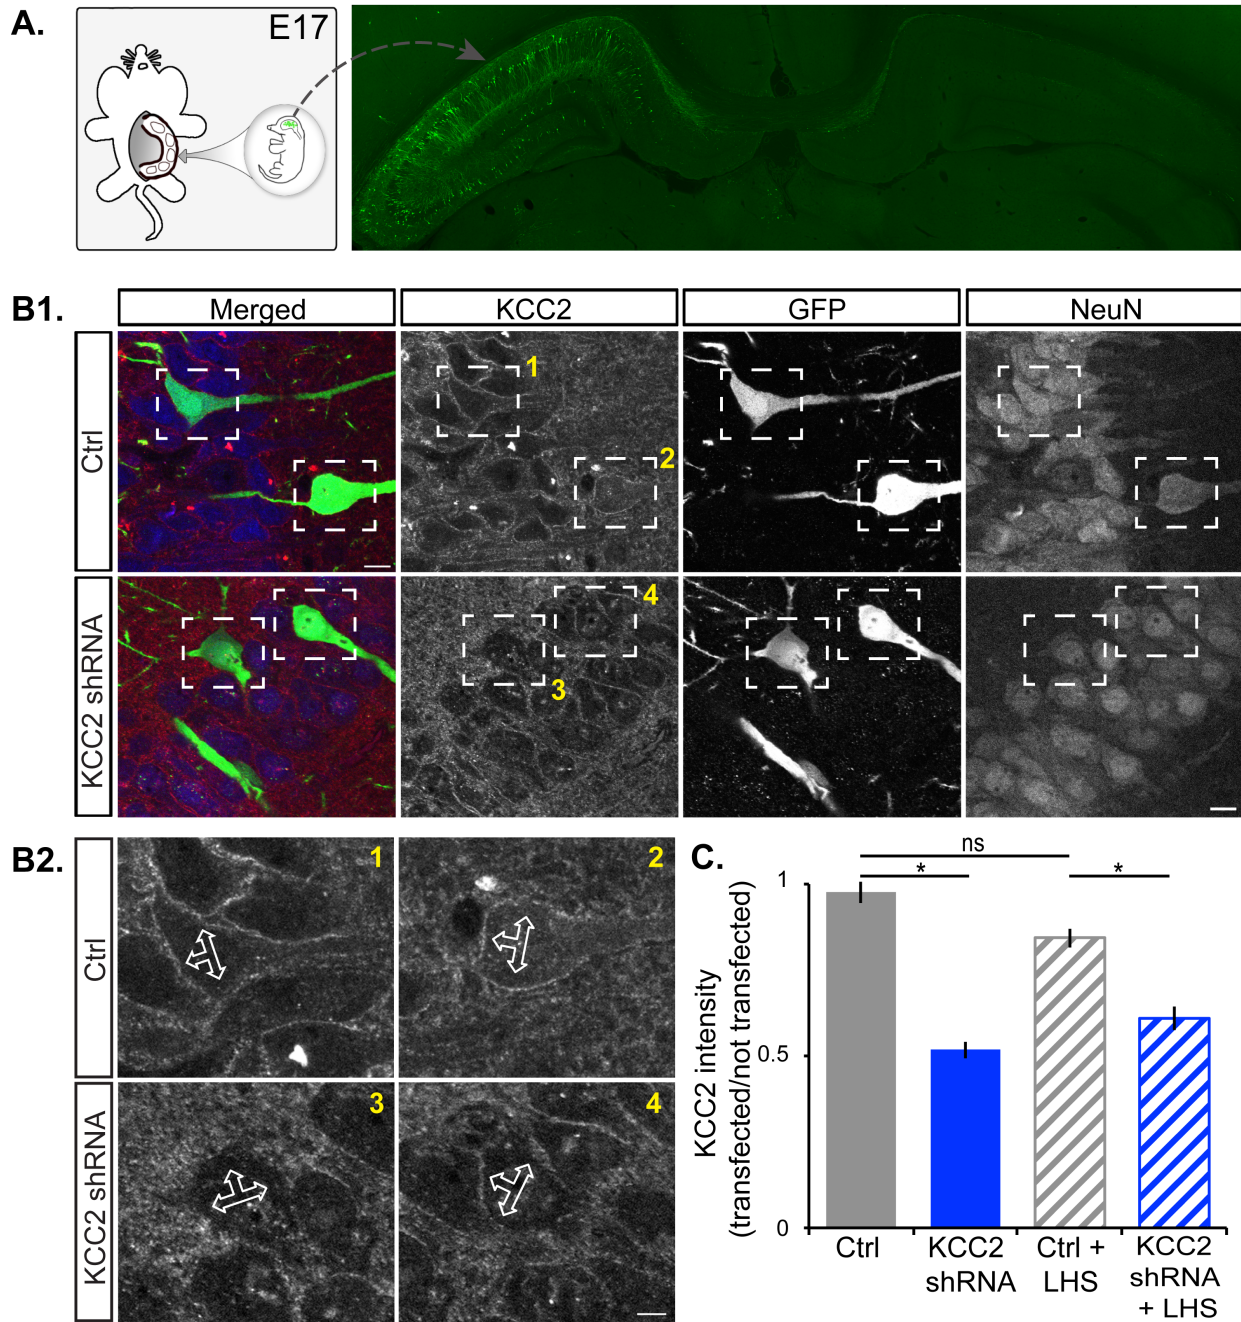 A.
E17
B1.
Merged
KCC2
GFP
NeuN
Ctrl
1
2
KCC2 shRNA
4
3
B2.
Ctrl
1
2
KCC2 shRNA
3
4
C.
ns
*
*
KCC2 intensity
(transfected/not transfected)
1
0.5
0
Ctrl
KCC2
shRNA
Ctrl +
LHS
KCC2
shRNA
+ LHS